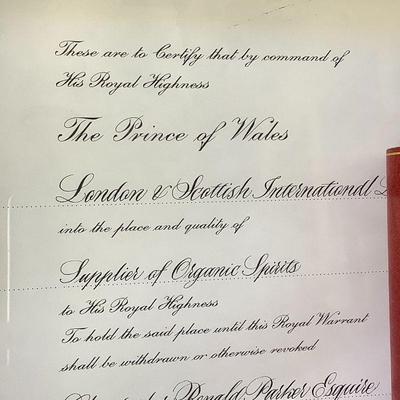 These are to Certify that by command of
His Royal Highness
The Prince of Wales
London & Scottish International L
into the place and quality of
Supplier of Organic Spirits
to His Royal Highness
To hold the said place until this Royal Warrant
shall be withdrawn or otherwise revoked
Ronald Parker Esquire